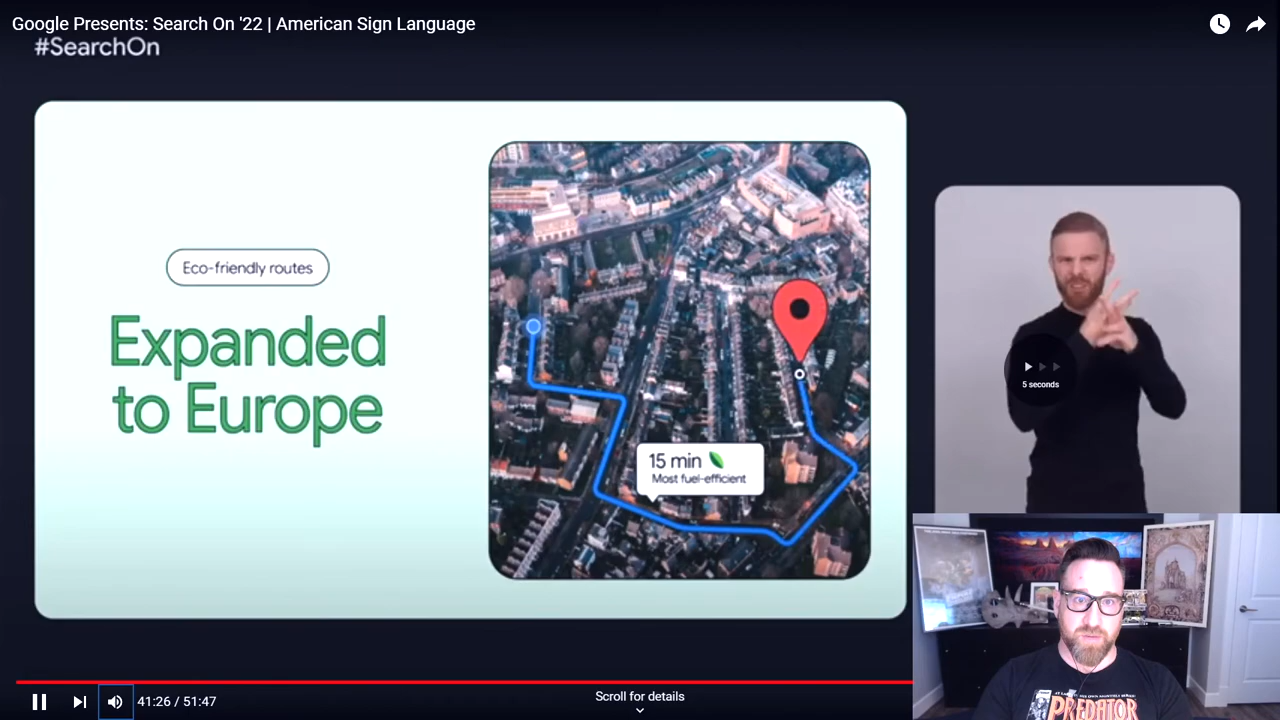 Google Presents: Search On '22 | American Sign Language
#SearchOn
Eco-friendly routes
Expanded
to Europe
15 min
Most fuel-efficient
5 seconds
41:26 / 51:47
Scroll for details
PREDATOR